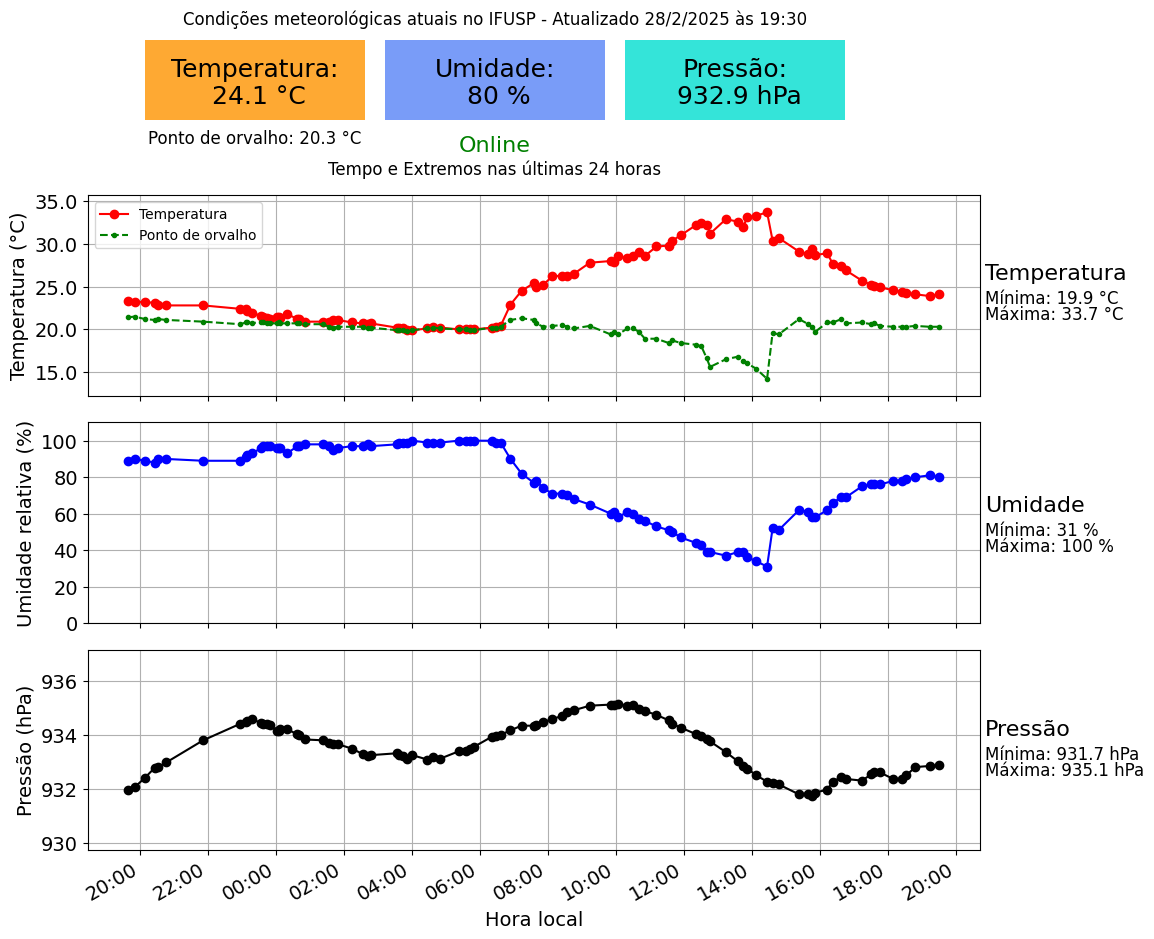 Condições meteorológicas atuais no IFUSP - Atualizado 28/2/2025 às 19:30
Temperatura:
24.1 °C
Umidade:
80 %
Pressão:
932.9 hPa
Ponto de orvalho: 20.3 °C
Online
Tempo e Extremos nas últimas 24 horas
Temperatura (°C)
35.0
30.0
25.0
20.0
15.0
Temperatura
Ponto de orvalho
Temperatura
Mínima: 19.9 °C
Máxima: 33.7 °C
Umidade relativa (%)
100
80
60
40
20
0
Umidade
Mínima: 31 %
Máxima: 100 %
Pressão (hPa)
936
934
932
930
Pressão
Mínima: 931.7 hPa
Máxima: 935.1 hPa
20:00 22:00 00:00 02:00 04:00 06:00 08:00 10:00 12:00 14:00 16:00 18:00 20:00
Hora local